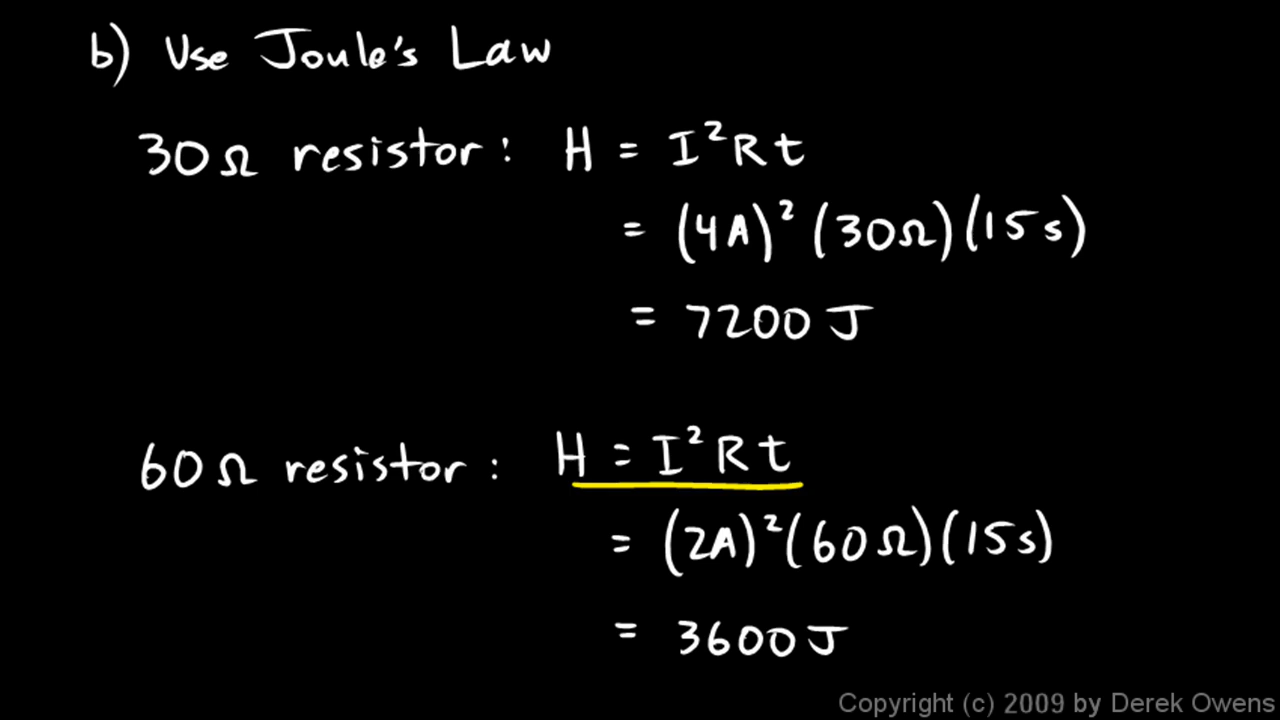 b) Use Joule's Law
30Ω resistor: H = I²Rt
= (4A)² (30Ω)(15s)
= 7200 J
60Ω resistor: H = I²Rt
= (2A)²(60Ω)(15s)
= 3600 J
Copyright (c) 2009 by Derek Owens